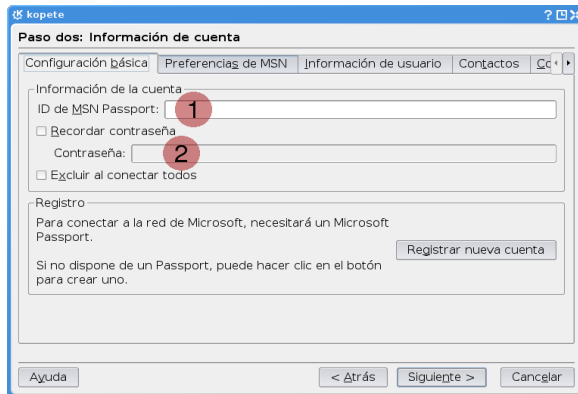 kopete
Paso dos: Información de cuenta
Configuración básica Preferencias de MSN Información de usuario Contactos
Información de la cuenta
ID de MSN Passport: 1
Recordar contraseña
Contraseña: 2
Excluir al conectar todos
Registro
Para conectar a la red de Microsoft, necesitará un Microsoft
Passport.
Registrar nueva cuenta
Si no dispone de un Passport, puede hacer clic en el botón
para crear uno.
Ayuda < Atrás Siguiente > Cancelar